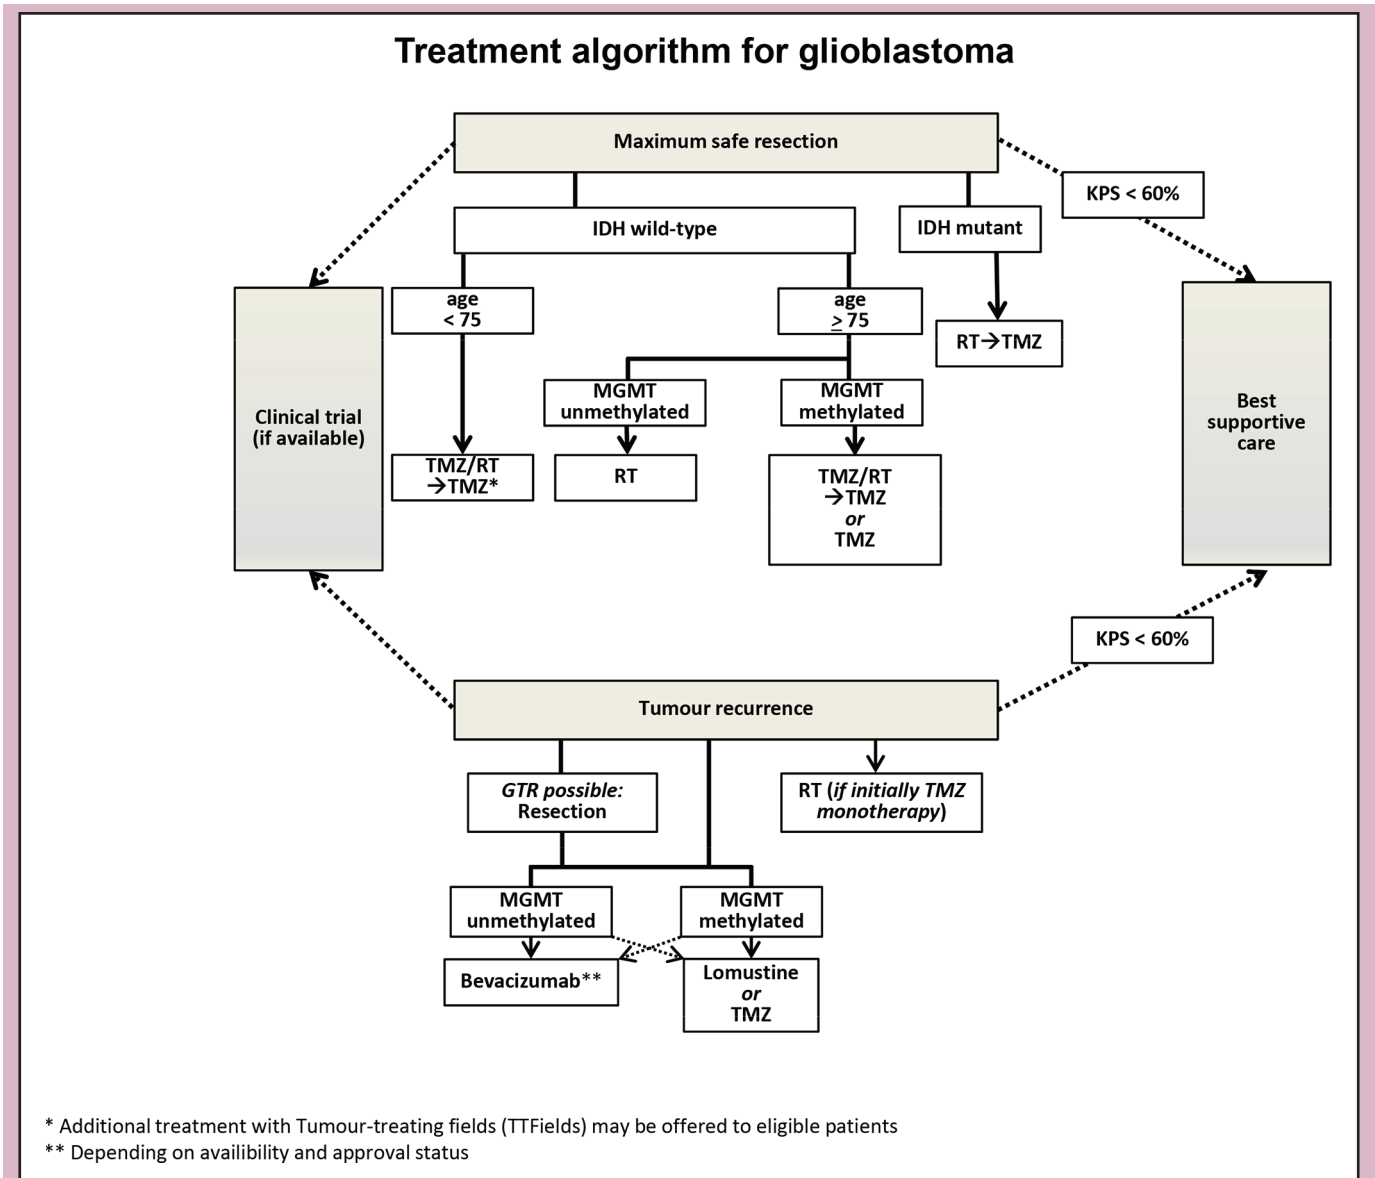 Treatment algorithm for glioblastoma
Maximum safe resection
KPS < 60%
IDH wild-type
IDH mutant
age
< 75
age
≥ 75
RT→TMZ
Clinical trial
(if available)
MGMT
unmethylated
MGMT
methylated
Best
supportive
care
TMZ/RT
→TMZ*
RT
TMZ/RT
→TMZ
or
TMZ
KPS < 60%
Tumour recurrence
GTR possible:
Resection
RT (if initially TMZ
monotherapy)
MGMT
unmethylated
MGMT
methylated
Bevacizumab**
Lomustine
or
TMZ
* Additional treatment with Tumour-treating fields (TTFields) may be offered to eligible patients
** Depending on availibility and approval status